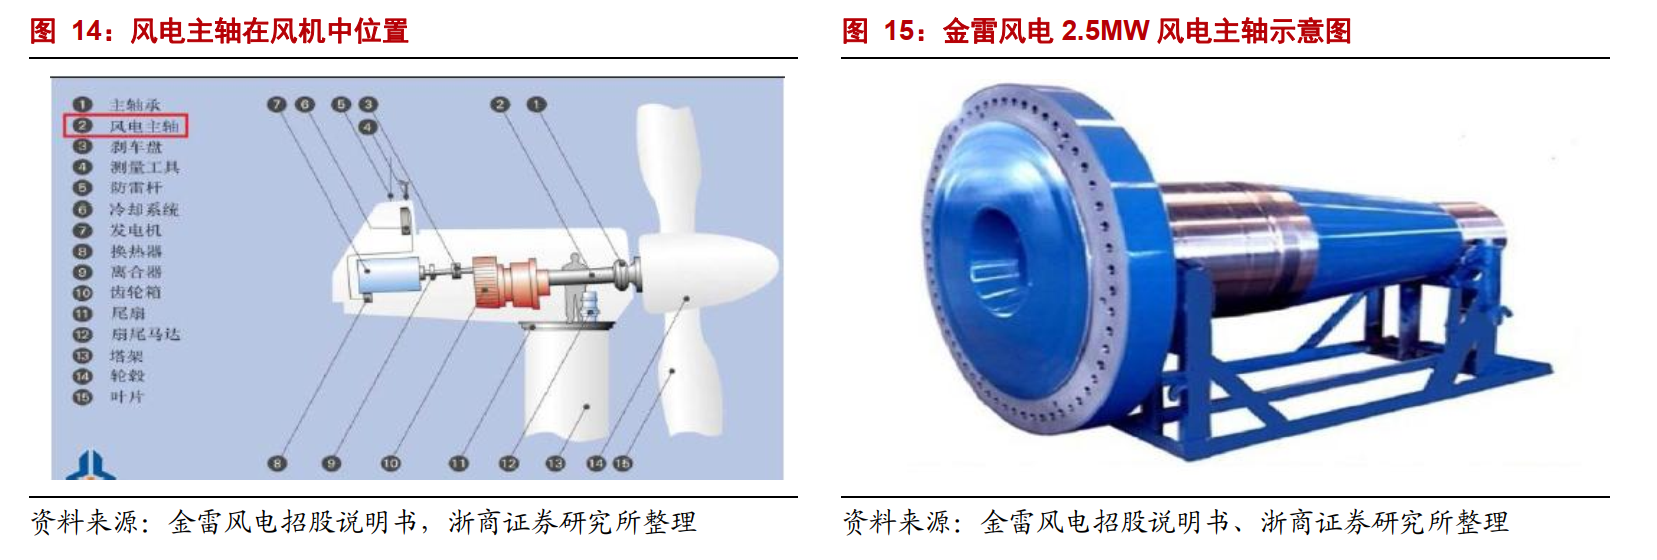 图 14：风电主轴在风机中位置
① 主轴承
② 风电主轴
③ 刹车盘
④ 测量工具
⑤ 防雷杆
⑥ 冷却系统
⑦ 发电机
⑧ 换热器
⑨ 离合器
⑩ 齿轮箱
⑪ 尾扇
⑫ 扇尾马达
⑬ 塔架
⑭ 轮毂
⑮ 叶片
⑦ ⑥ ⑤ ③ ② ①
④
⑧ ⑨ ⑩ ⑪ ⑫ ⑬ ⑭ ⑮
资料来源：金雷风电招股说明书，浙商证券研究所整理
图 15：金雷风电 2.5MW 风电主轴示意图
资料来源：金雷风电招股说明书、浙商证券研究所整理